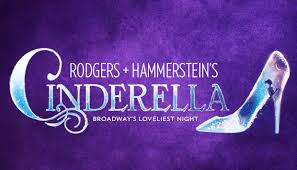 RODGERS + HAMMERSTEIN'S
CINDERELLA
BROADWAY'S LOVELIEST NIGHT